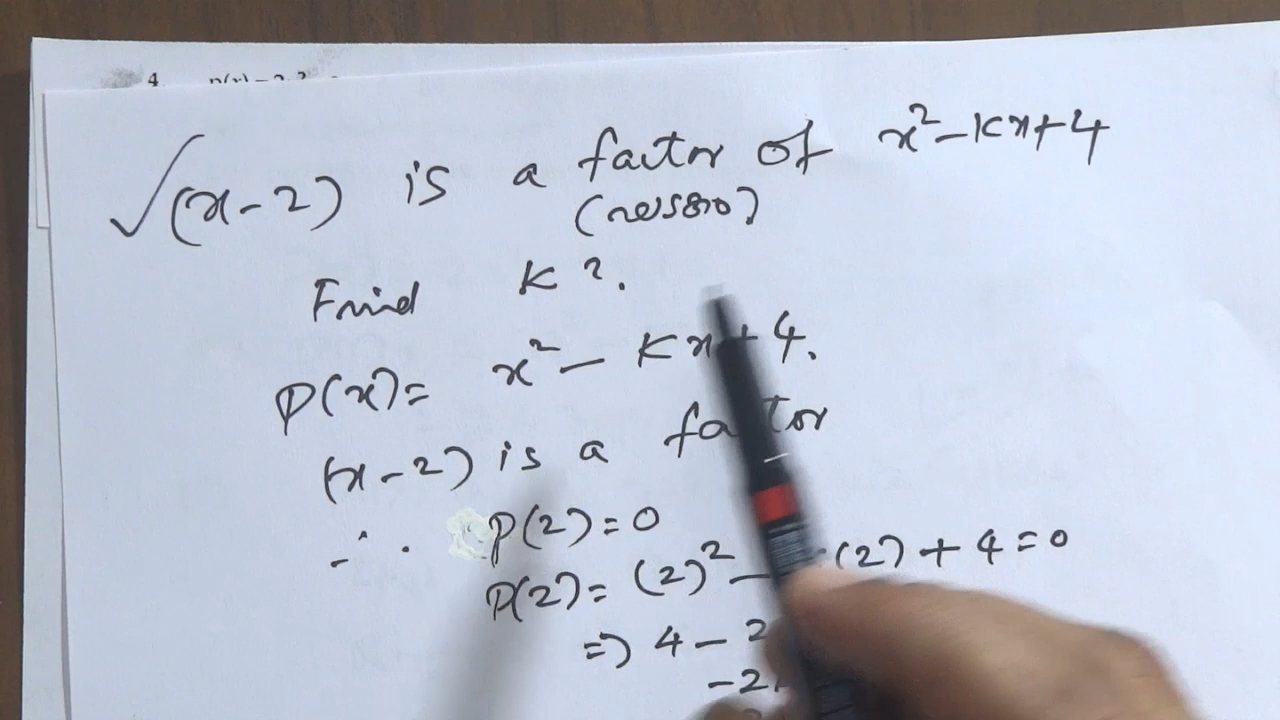 4. p(x) =
(x-2) is a factor of x²-Kx+4
Find K?.
P(x)= x²- Kx+4.
(x-2) is a factor
∴ P(2)=0
P(2)= (2)²- (2)+4=0
=> 4-2
-2